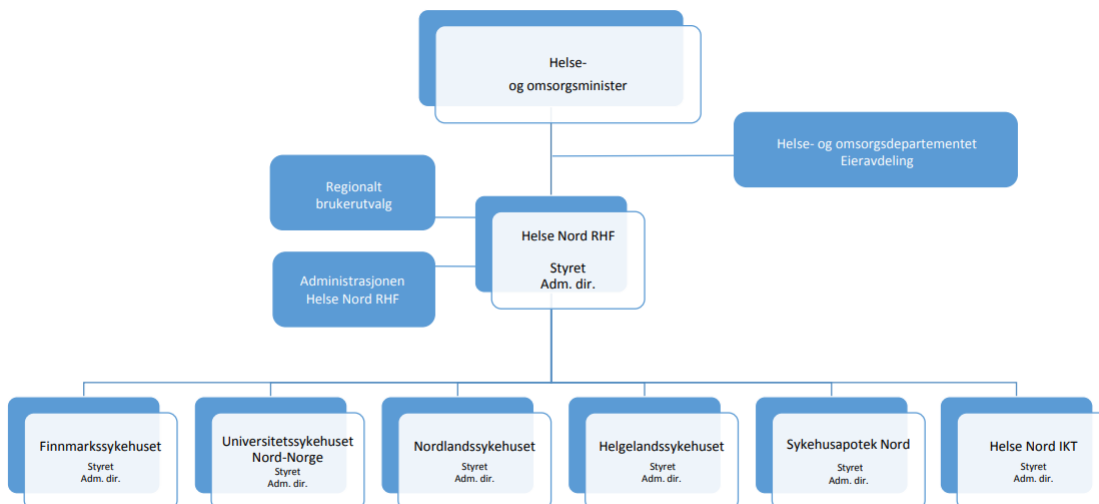 Helse-
og omsorgsminister
Helse- og omsorgsdepartementet
Eieravdeling
Regionalt
brukerutvalg
Helse Nord RHF
Styret
Adm. dir.
Administrasjonen
Helse Nord RHF
Finnmarkssykehuset
Styret
Adm. dir.
Universitetssykehuset
Nord-Norge
Styret
Adm. dir.
Nordlandssykehuset
Styret
Adm. dir.
Helgelandssykehuset
Styret
Adm. dir.
Sykehusapotek Nord
Styret
Adm. dir.
Helse Nord IKT
Styret
Adm. dir.